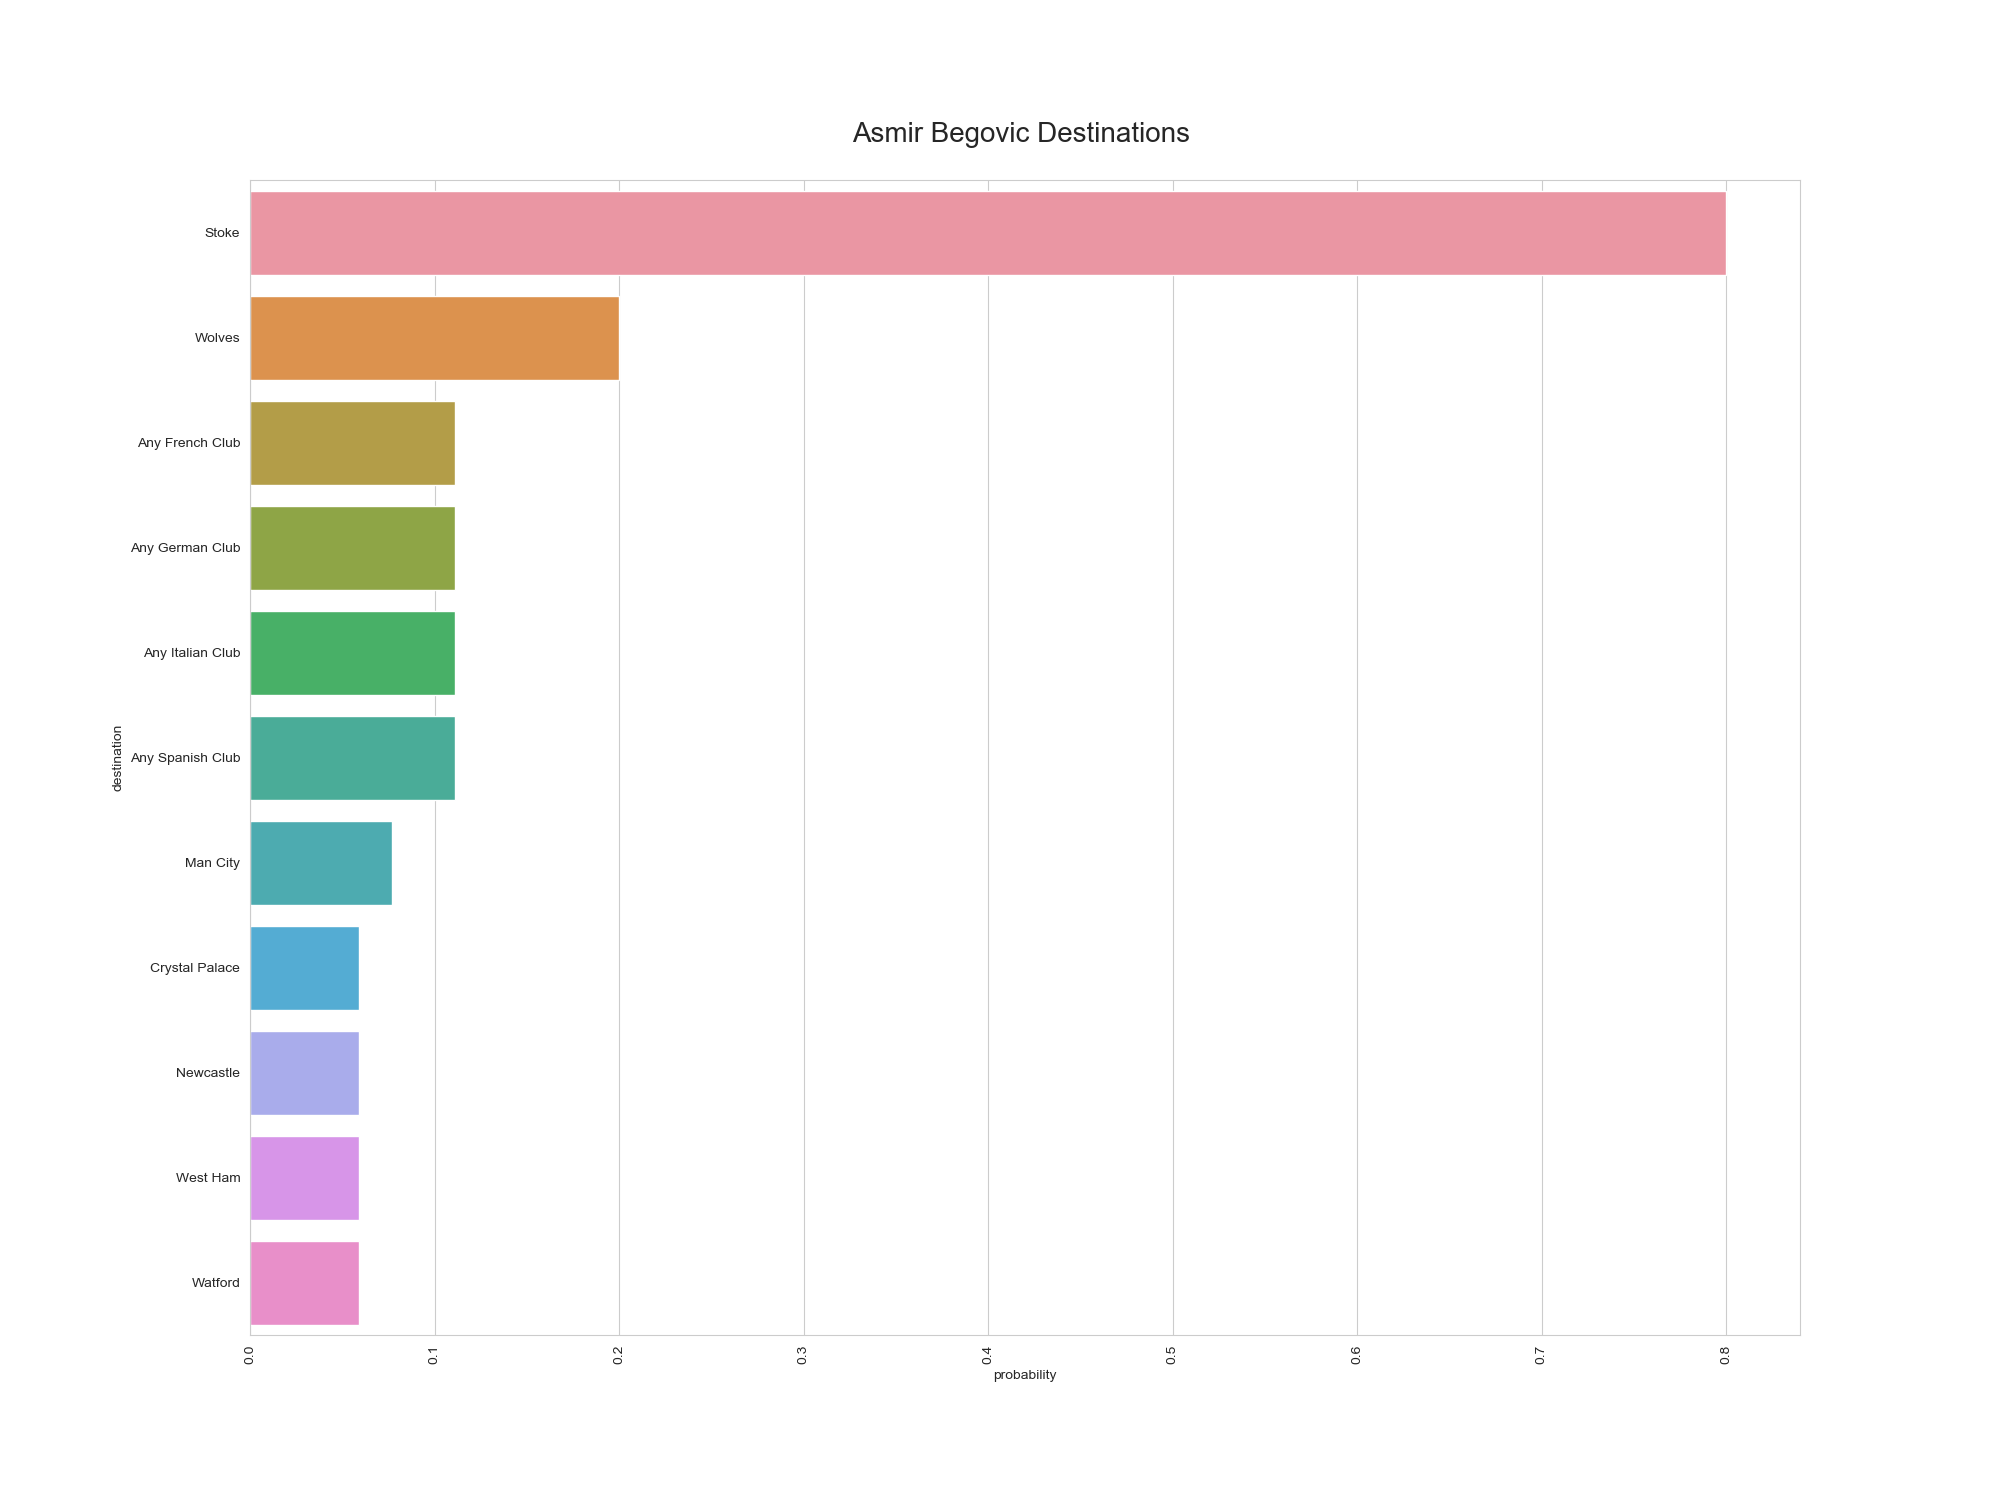 Asmir Begovic Destinations
Stoke
Wolves
Any French Club
Any German Club
Any Italian Club
Any Spanish Club
Man City
Crystal Palace
Newcastle
West Ham
Watford
destination
0.0 0.1 0.2 0.3 0.4 0.5 0.6 0.7 0.8
probability